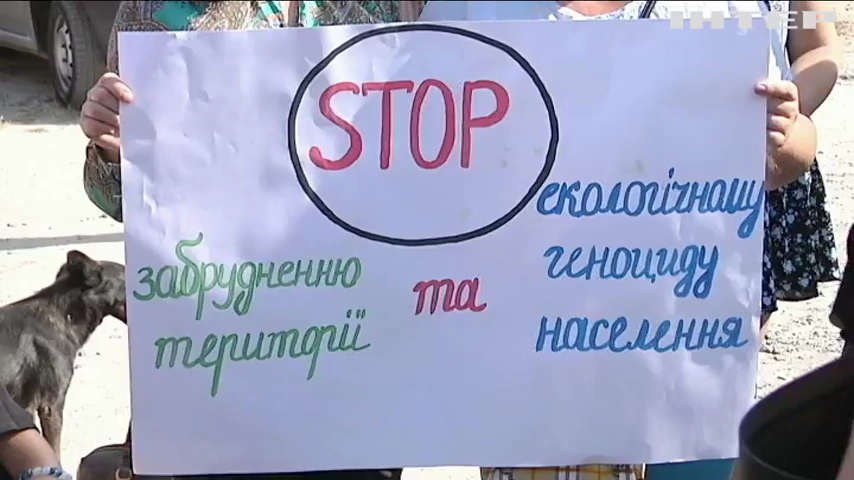 ІНТЕР
STOP
забрудненню
території
та
екологічному
геноциду
населення